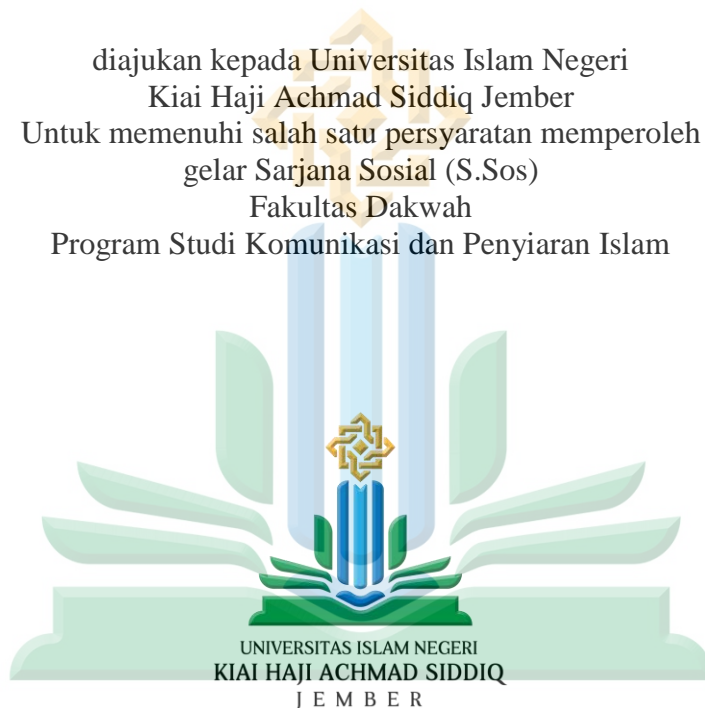 diajukan kepada Universitas Islam Negeri
Kiai Haji Achmad Siddiq Jember
Untuk memenuhi salah satu persyaratan memperoleh
gelar Sarjana Sosial (S.Sos)
Fakultas Dakwah
Program Studi Komunikasi dan Penyiaran Islam
UNIVERSITAS ISLAM NEGERI
KIAI HAJI ACHMAD SIDDIQ
JEMBER